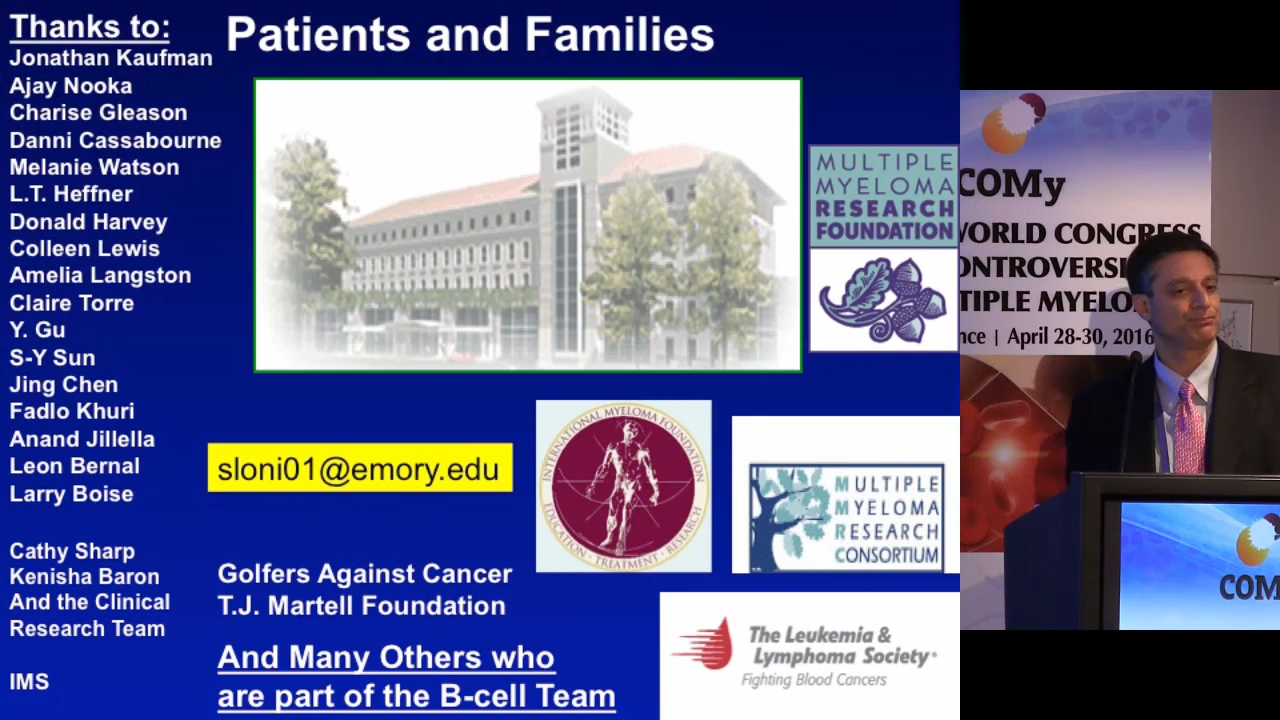 Thanks to:
Jonathan Kaufman
Ajay Nooka
Charise Gleason
Danni Cassabourne
Melanie Watson
L.T. Heffner
Donald Harvey
Colleen Lewis
Amelia Langston
Claire Torre
Y. Gu
S-Y Sun
Jing Chen
Fadlo Khuri
Anand Jillella
Leon Bernal
Larry Boise
Cathy Sharp
Kenisha Baron
And the Clinical
Research Team
IMS
Patients and Families
MULTIPLE
MYELOMA
RESEARCH
FOUNDATION
sloni01@emory.edu
INTERNATIONAL MYELOMA FOUNDATION
EDUCATION · TREATMENT · RESEARCH
MULTIPLE
MYELOMA
RESEARCH
CONSORTIUM
Golfers Against Cancer
T.J. Martell Foundation
And Many Others who
are part of the B-cell Team
The Leukemia &
Lymphoma Society
Fighting Blood Cancers
COMy
WORLD CONGRESS
ONTROVERSI
TIPLE MYELO
nce | April 28-30, 2016
COM